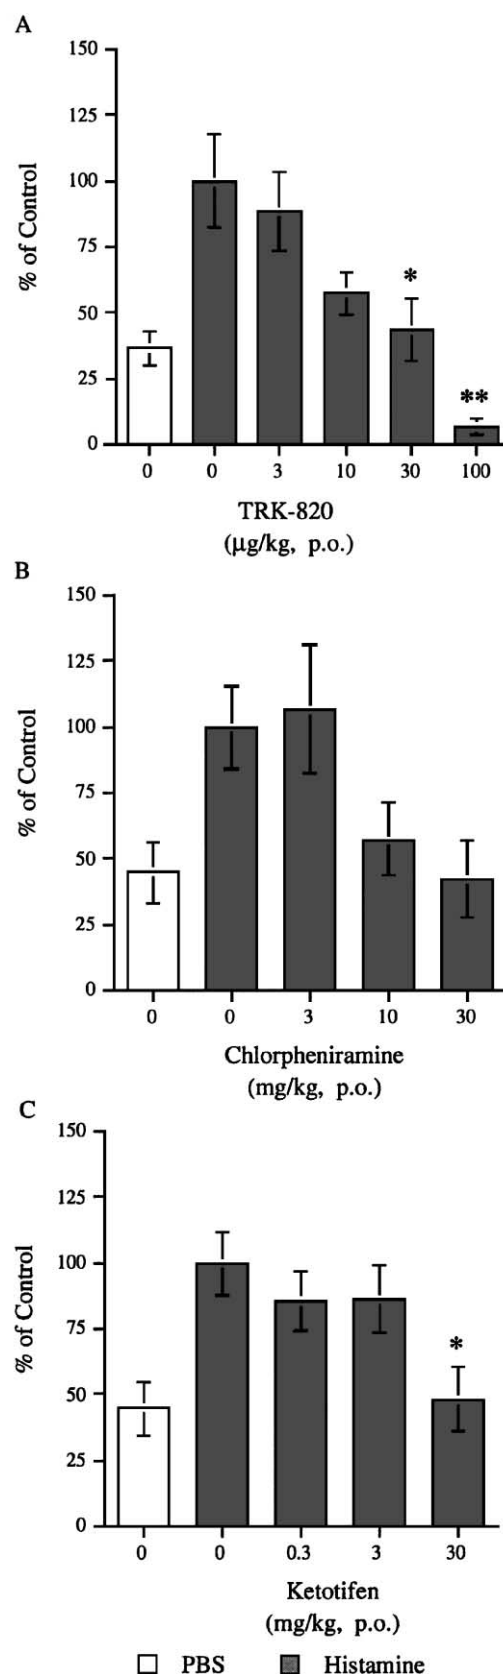 A
150
125
100
75
50
25
0
% of Control
*
**
0 0 3 10 30 100
TRK-820
(μg/kg, p.o.)
B
150
125
100
75
50
25
0
% of Control
0 0 3 10 30
Chlorpheniramine
(mg/kg, p.o.)
C
150
125
100
75
50
25
0
% of Control
*
0 0 0.3 3 30
Ketotifen
(mg/kg, p.o.)
PBS Histamine